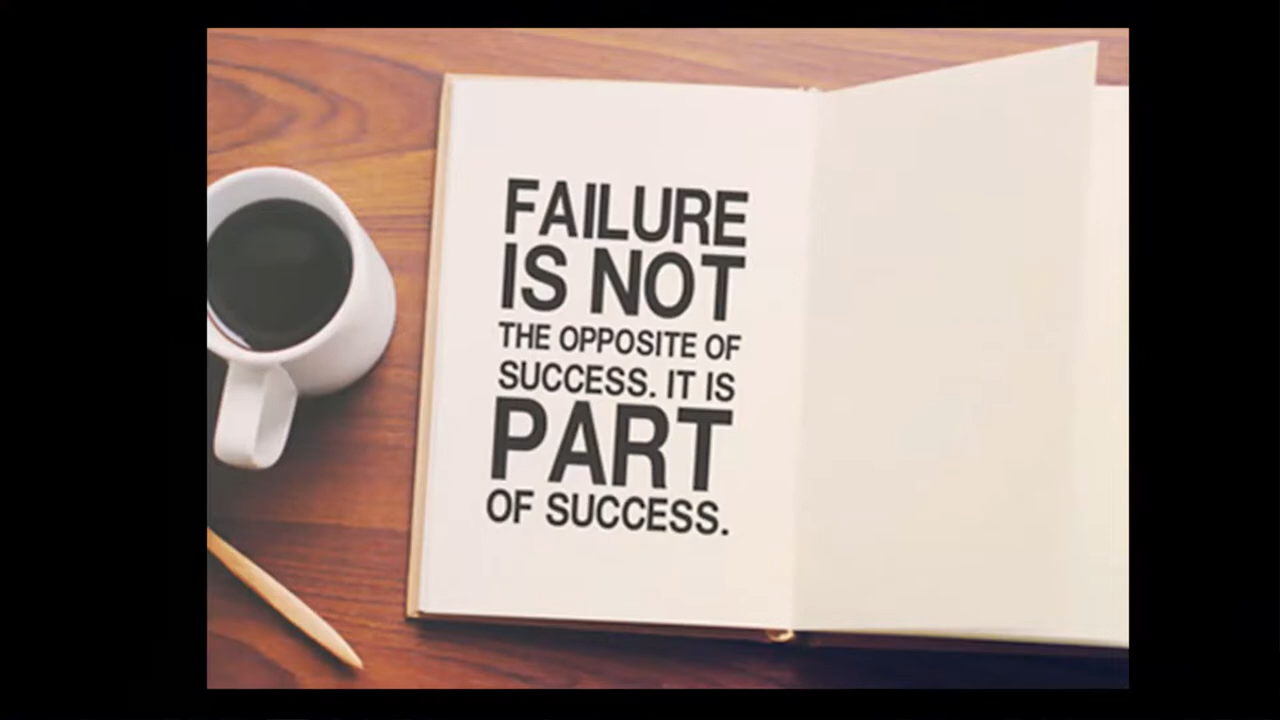 FAILURE
IS NOT
THE OPPOSITE OF
SUCCESS. IT IS
PART
OF SUCCESS.